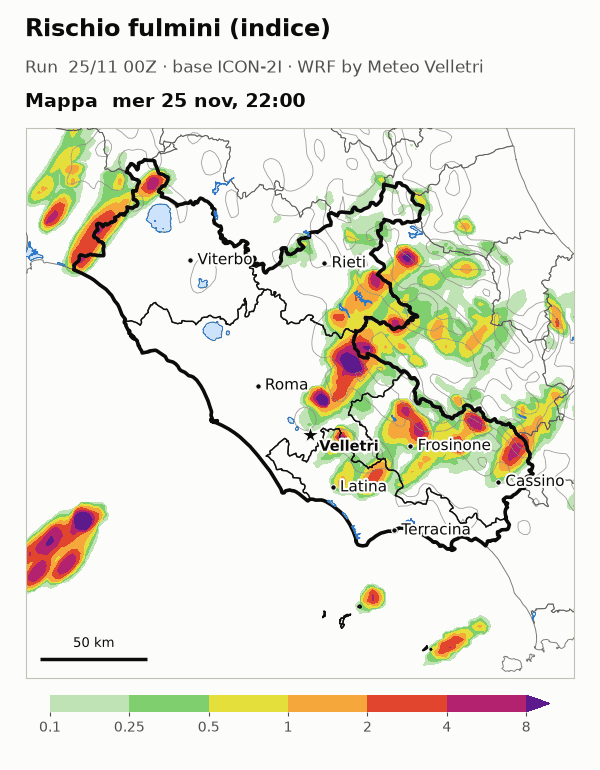 Rischio fulmini (indice)
Run  25/11 00Z · base ICON-2I · WRF by Meteo Velletri
Mappa  mer 25 nov, 22:00
Viterbo
Rieti
Roma
Velletri
Frosinone
Latina
Cassino
Terracina
50 km
0.1 0.25 0.5 1 2 4 8